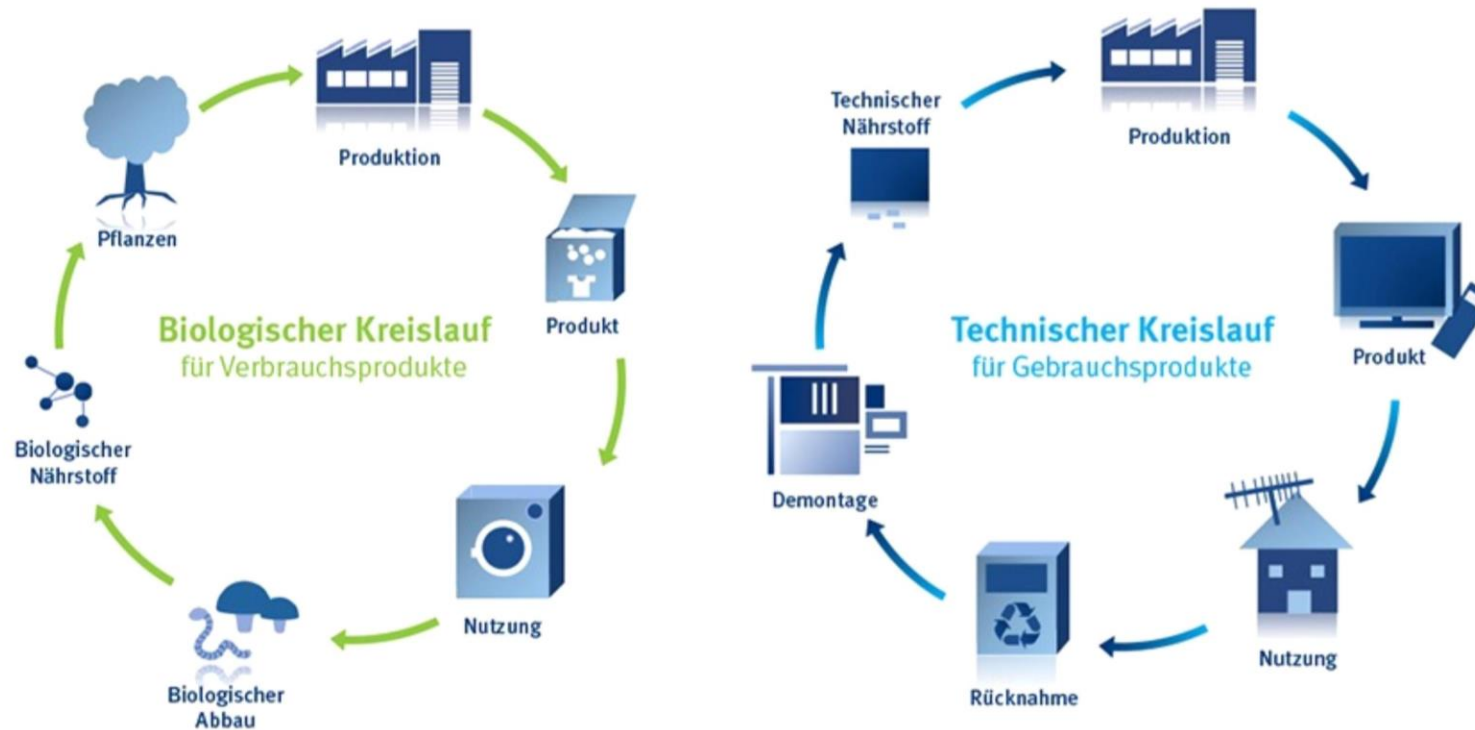 Produktion
Pflanzen
Produkt
Biologischer Kreislauf
für Verbrauchsprodukte
Biologischer
Nährstoff
Nutzung
Biologischer
Abbau
Technischer
Nährstoff
Produktion
Technischer Kreislauf
für Gebrauchsprodukte
Produkt
Demontage
Nutzung
Rücknahme